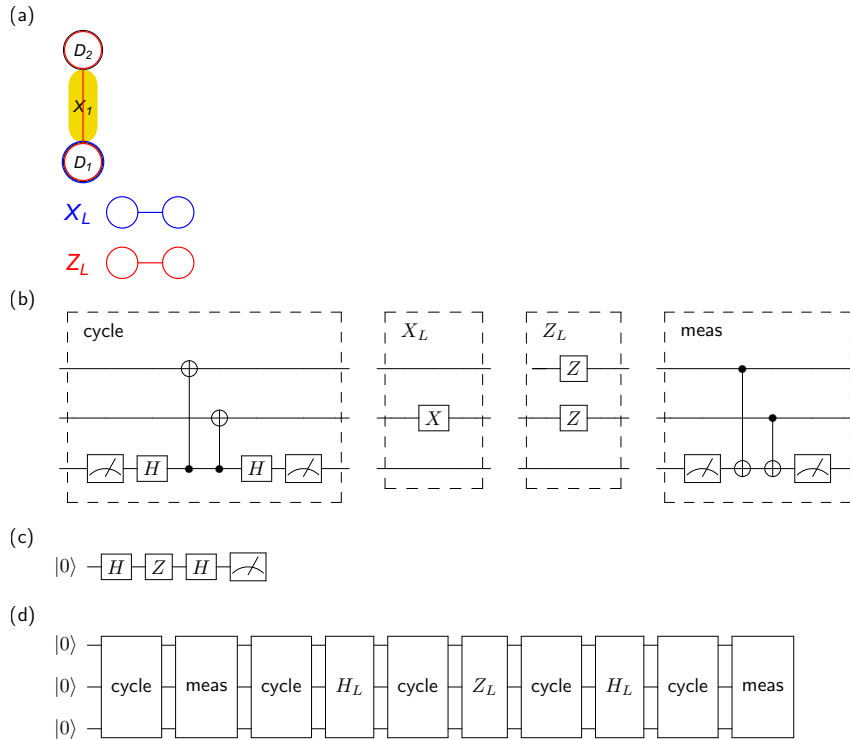 (a)
D2
X1
D1
XL
ZL
(b)
cycle XL ZL meas
Z
X Z
H H
(c)
|0⟩ H Z H
(d)
|0⟩
|0⟩ cycle meas cycle HL cycle ZL cycle HL cycle meas
|0⟩